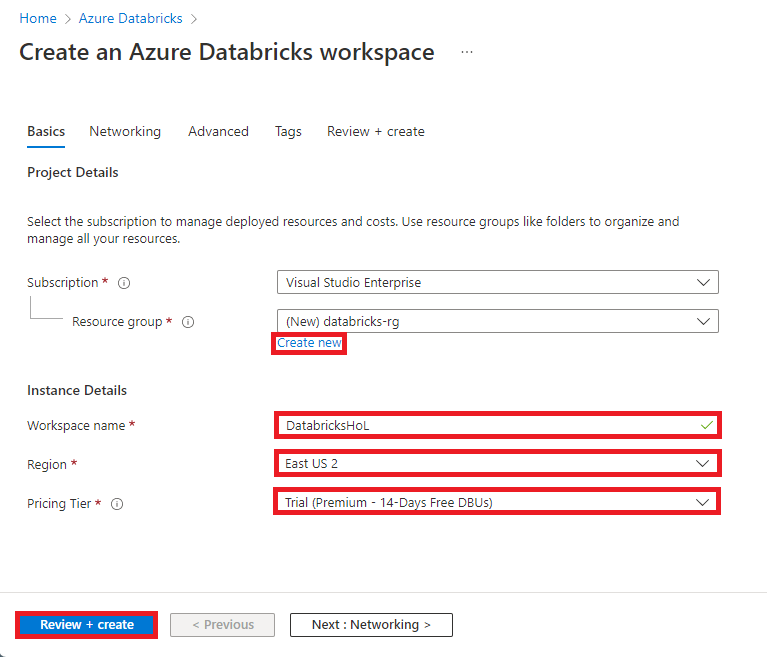 Home > Azure Databricks >
Create an Azure Databricks workspace ...
Basics Networking Advanced Tags Review + create
Project Details
Select the subscription to manage deployed resources and costs. Use resource groups like folders to organize and
manage all your resources.
Subscription * Visual Studio Enterprise
Resource group * (New) databricks-rg
Create new
Instance Details
Workspace name * DatabricksHoL
Region * East US 2
Pricing Tier * Trial (Premium - 14-Days Free DBUs)
Review + create < Previous Next : Networking >